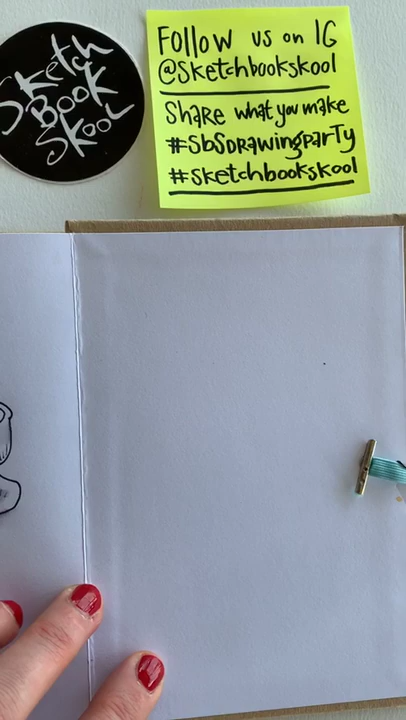 Sketch
Book
Skool
Follow us on IG
@Sketchbookskool
Share what you make
#SbSDrawingParTy
#Sketchbookskool